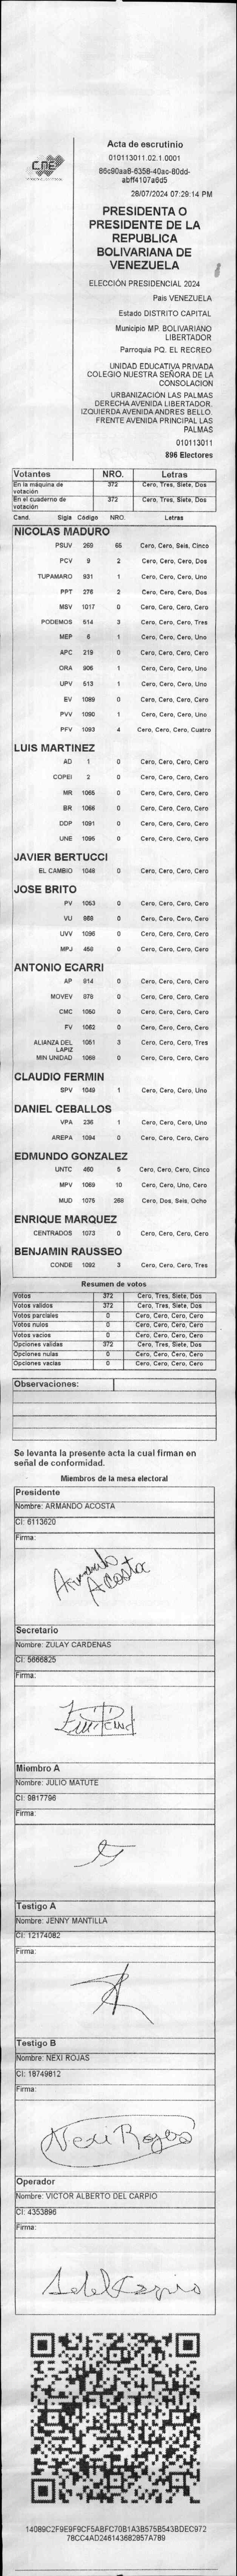 CNE
Acta de escrutinio
010113011.02.1.0001
86c90aa8-6358-40ac-80dd-
abff4107a6d5
28/07/2024 07:29:14 PM
PRESIDENTA O
PRESIDENTE DE LA
REPUBLICA
BOLIVARIANA DE
VENEZUELA
ELECCIÓN PRESIDENCIAL 2024
Pais VENEZUELA
Estado DISTRITO CAPITAL
Municipio MP. BOLIVARIANO
LIBERTADOR
Parroquia PQ. EL RECREO
UNIDAD EDUCATIVA PRIVADA
COLEGIO NUESTRA SEÑORA DE LA
CONSOLACION
URBANIZACIÓN LAS PALMAS
DERECHA AVENIDA LIBERTADOR.
IZQUIERDA AVENIDA ANDRES BELLO.
FRENTE AVENIDA PRINCIPAL LAS
PALMAS
010113011
896 Electores
Votantes NRO. Letras
En la máquina de votación 372 Cero, Tres, Siete, Dos
En el cuaderno de votación 372 Cero, Tres, Siete, Dos
Cand. Sigla Código NRO. Letras
NICOLAS MADURO
PSUV 269 65 Cero, Cero, Seis, Cinco
PCV 9 2 Cero, Cero, Cero, Dos
TUPAMARO 931 1 Cero, Cero, Cero, Uno
PPT 276 2 Cero, Cero, Cero, Dos
MSV 1017 0 Cero, Cero, Cero, Cero
PODEMOS 514 3 Cero, Cero, Cero, Tres
MEP 6 1 Cero, Cero, Cero, Uno
APC 219 0 Cero, Cero, Cero, Cero
ORA 906 1 Cero, Cero, Cero, Uno
UPV 513 1 Cero, Cero, Cero, Uno
EV 1089 0 Cero, Cero, Cero, Cero
PVV 1090 1 Cero, Cero, Cero, Uno
PFV 1093 4 Cero, Cero, Cero, Cuatro
LUIS MARTINEZ
AD 1 0 Cero, Cero, Cero, Cero
COPEI 2 0 Cero, Cero, Cero, Cero
MR 1065 0 Cero, Cero, Cero, Cero
BR 1066 0 Cero, Cero, Cero, Cero
DDP 1091 0 Cero, Cero, Cero, Cero
UNE 1095 0 Cero, Cero, Cero, Cero
JAVIER BERTUCCI
EL CAMBIO 1048 0 Cero, Cero, Cero, Cero
JOSE BRITO
PV 1053 0 Cero, Cero, Cero, Cero
VU 988 0 Cero, Cero, Cero, Cero
UVV 1096 0 Cero, Cero, Cero, Cero
MPJ 458 0 Cero, Cero, Cero, Cero
ANTONIO ECARRI
AP 914 0 Cero, Cero, Cero, Cero
MOVEV 978 0 Cero, Cero, Cero, Cero
CMC 1050 0 Cero, Cero, Cero, Cero
FV 1062 0 Cero, Cero, Cero, Cero
ALIANZA DEL LAPIZ 1051 3 Cero, Cero, Cero, Tres
MIN UNIDAD 1068 0 Cero, Cero, Cero, Cero
CLAUDIO FERMIN
SPV 1049 1 Cero, Cero, Cero, Uno
DANIEL CEBALLOS
VPA 236 1 Cero, Cero, Cero, Uno
AREPA 1094 0 Cero, Cero, Cero, Cero
EDMUNDO GONZALEZ
UNTC 460 5 Cero, Cero, Cero, Cinco
MPV 1069 10 Cero, Cero, Uno, Cero
MUD 1075 268 Cero, Dos, Seis, Ocho
ENRIQUE MARQUEZ
CENTRADOS 1073 0 Cero, Cero, Cero, Cero
BENJAMIN RAUSSEO
CONDE 1092 3 Cero, Cero, Cero, Tres
Resumen de votos
Votos 372 Cero, Tres, Siete, Dos
Votos validos 372 Cero, Tres, Siete, Dos
Votos parciales 0 Cero, Cero, Cero, Cero
Votos nulos 0 Cero, Cero, Cero, Cero
Votos vacios 0 Cero, Cero, Cero, Cero
Opciones validas 372 Cero, Tres, Siete, Dos
Opciones nulas 0 Cero, Cero, Cero, Cero
Opciones vacias 0 Cero, Cero, Cero, Cero
Observaciones:
Se levanta la presente acta la cual firman en
señal de conformidad.
Miembros de la mesa electoral
Presidente
Nombre: ARMANDO ACOSTA
CI: 6113620
Firma:
Armando
Acosta
Secretario
Nombre: ZULAY CARDENAS
CI: 5666825
Firma:
Miembro A
Nombre: JULIO MATUTE
CI: 9817796
Firma:
Testigo A
Nombre: JENNY MANTILLA
CI: 12174082
Firma:
Testigo B
Nombre: NEXI ROJAS
CI: 18749812
Firma:
Nexi Rojas
Operador
Nombre: VICTOR ALBERTO DEL CARPIO
CI: 4353896
Firma:
14089C2F9E9F9CF5ABFC70B1A3B575B543BDEC972
78CC4AD246143682857A789